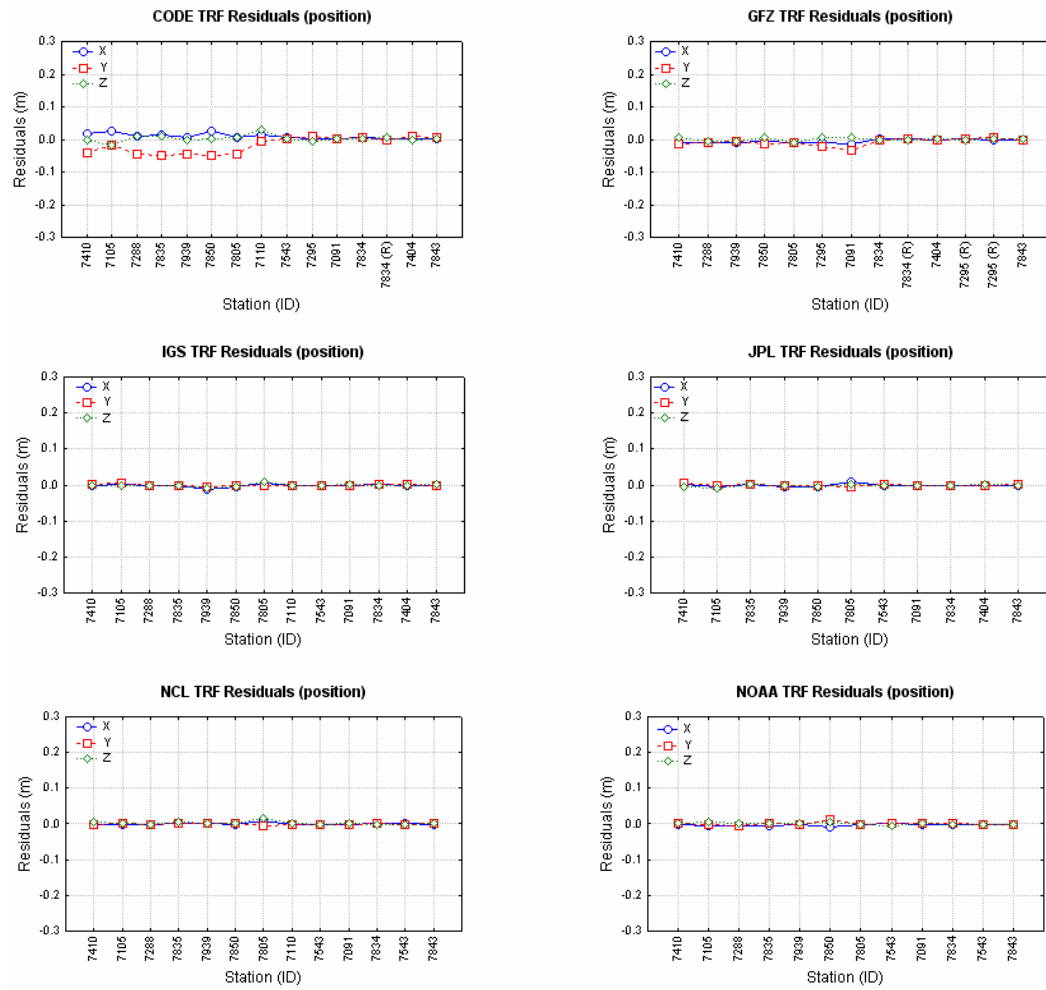 CODE TRF Residuals (position)
Residuals (m)
0.3
0.2
0.1
0.0
-0.1
-0.2
-0.3
X
Y
Z
7410
7105
7288
7835
7939
7850
7805
7110
7543
7295
7091
7834
7834 (R)
7404
7843
Station (ID)
GFZ TRF Residuals (position)
Residuals (m)
0.3
0.2
0.1
0.0
-0.1
-0.2
-0.3
X
Y
Z
7410
7288
7939
7850
7805
7295
7091
7834
7834 (R)
7404
7295 (R)
7295 (R)
7843
Station (ID)
IGS TRF Residuals (position)
Residuals (m)
0.3
0.2
0.1
0.0
-0.1
-0.2
-0.3
X
Y
Z
7410
7105
7288
7835
7939
7850
7805
7110
7543
7091
7834
7404
7843
Station (ID)
JPL TRF Residuals (position)
Residuals (m)
0.3
0.2
0.1
0.0
-0.1
-0.2
-0.3
X
Y
Z
7410
7105
7835
7939
7850
7805
7543
7091
7834
7404
7843
Station (ID)
NCL TRF Residuals (position)
Residuals (m)
0.3
0.2
0.1
0.0
-0.1
-0.2
-0.3
X
Y
Z
7410
7105
7288
7835
7939
7850
7805
7110
7543
7091
7834
7543
7843
Station (ID)
NOAA TRF Residuals (position)
Residuals (m)
0.3
0.2
0.1
0.0
-0.1
-0.2
-0.3
X
Y
Z
7410
7105
7288
7835
7939
7850
7805
7543
7091
7834
7543
7843
Station (ID)